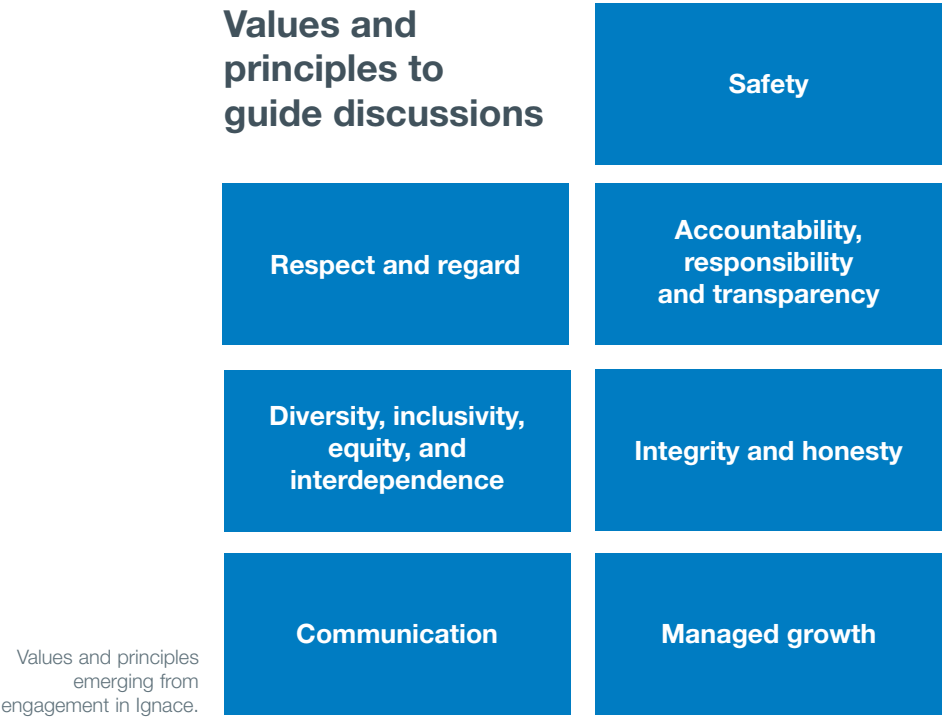 Values and
principles to
guide discussions
Safety
Respect and regard
Accountability,
responsibility
and transparency
Diversity, inclusivity,
equity, and
interdependence
Integrity and honesty
Communication
Managed growth
Values and principles
emerging from
engagement in Ignace.